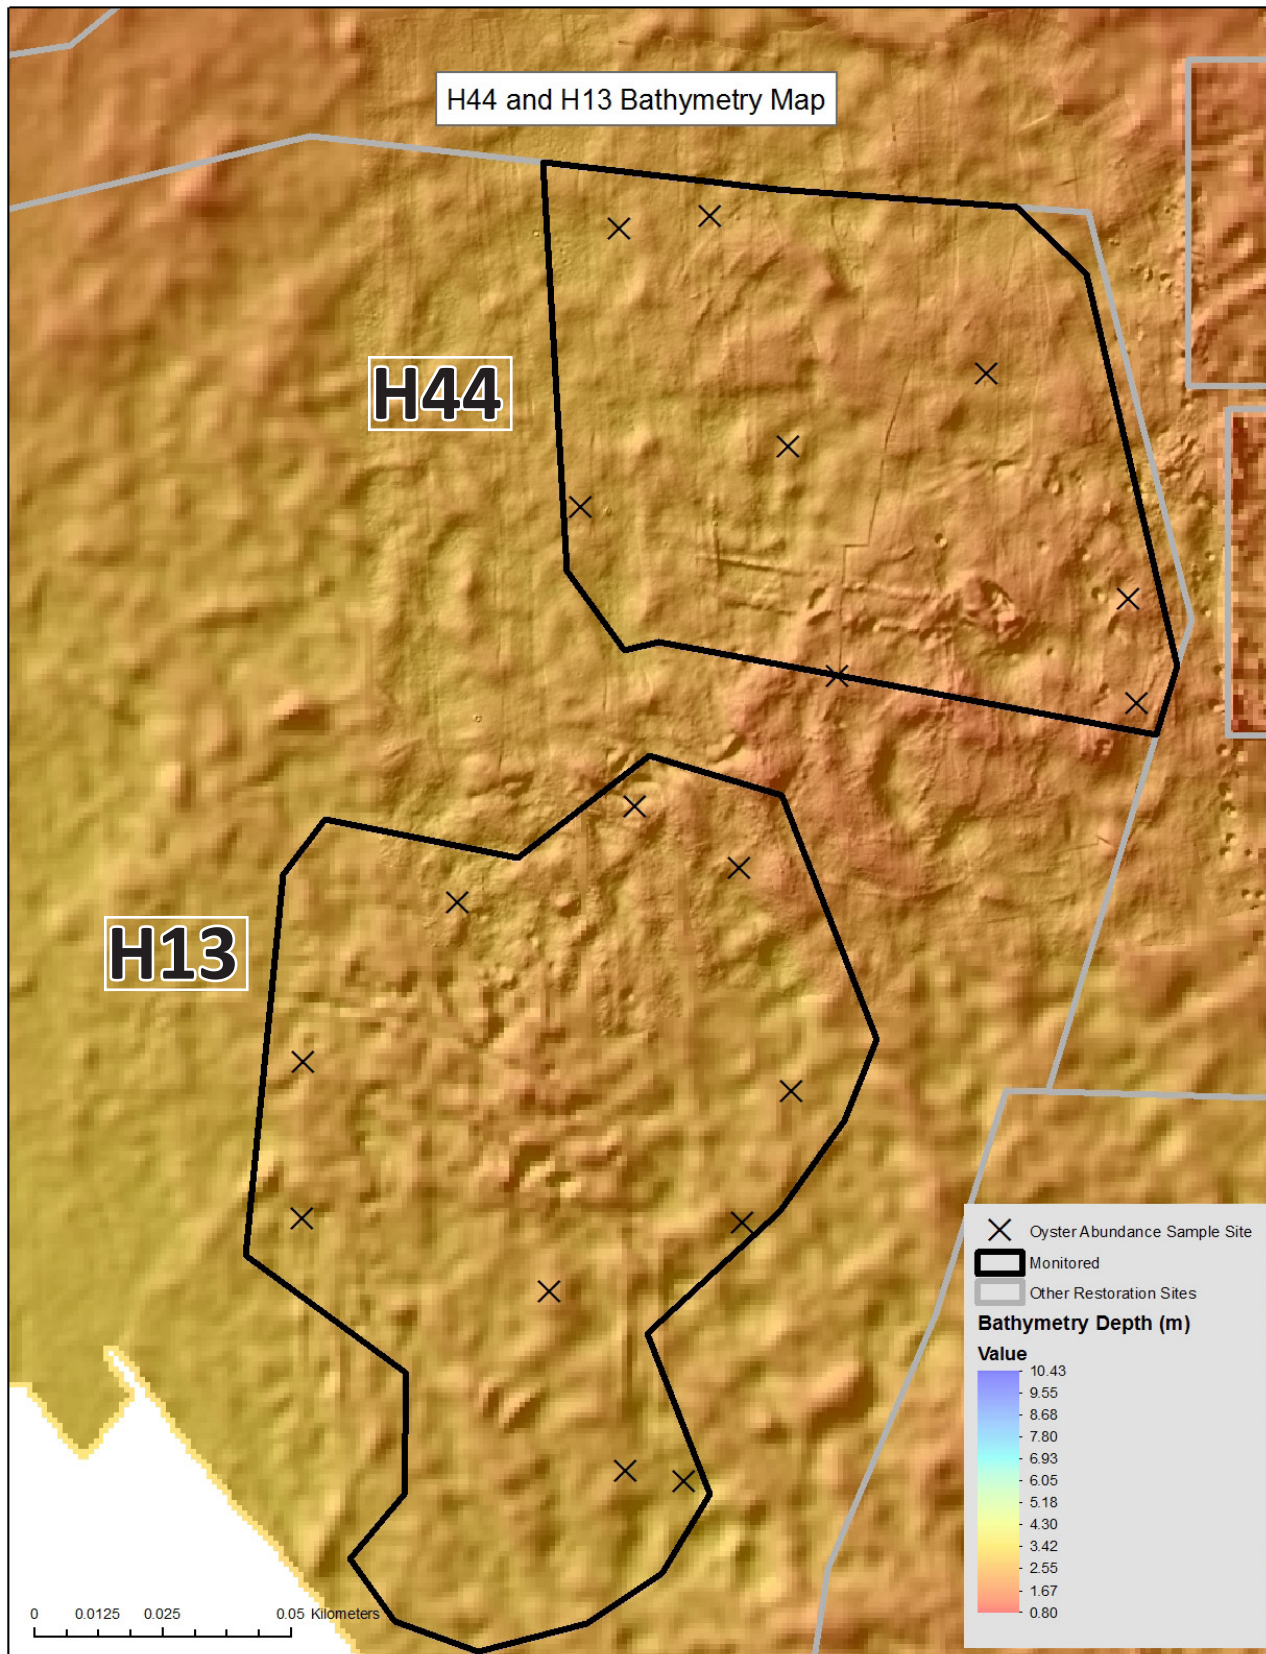 H44 and H13 Bathymetry Map
H44
H13
Oyster Abundance Sample Site
Monitored
Other Restoration Sites
Bathymetry Depth (m)
Value
10.43
9.55
8.68
7.80
6.93
6.05
5.18
4.30
3.42
2.55
1.67
0.80
0 0.0125 0.025 0.05 Kilometers